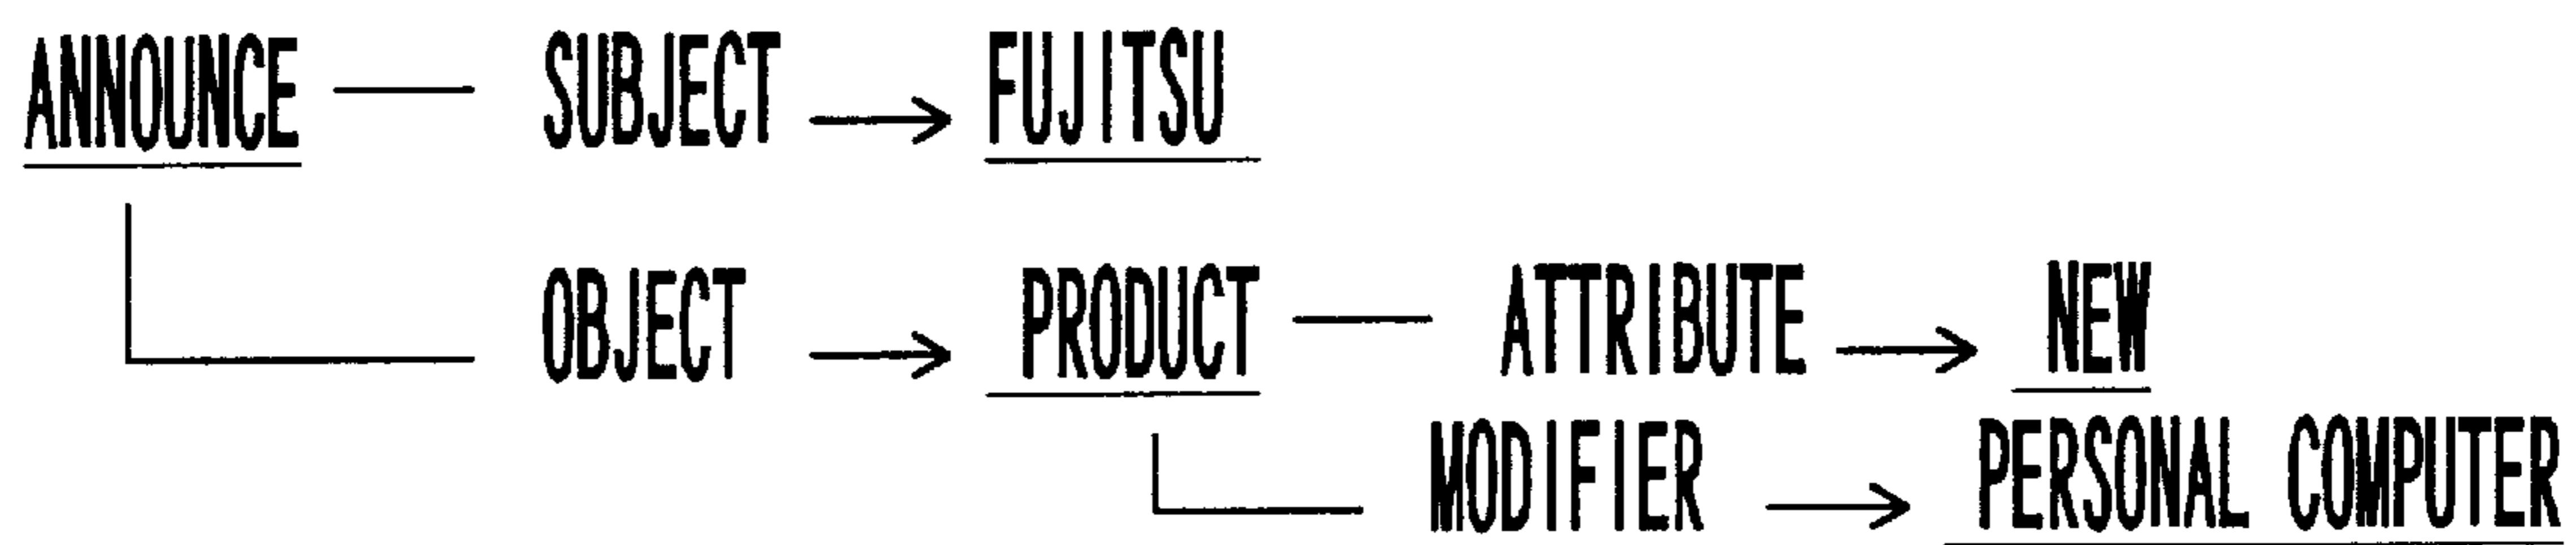 ANNOUNCE SUBJECT FUJITSU
OBJECT PRODUCT ATTRIBUTE NEW
MODIFIER PERSONAL COMPUTER